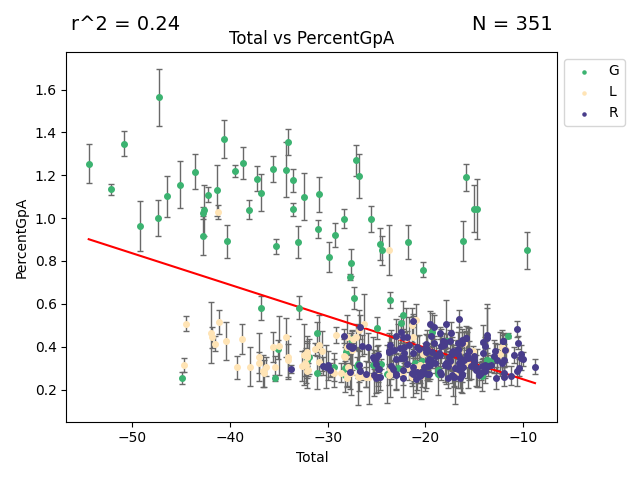 r^2 = 0.24 N = 351
Total vs PercentGpA
G
L
R
PercentGpA
1.6
1.4
1.2
1.0
0.8
0.6
0.4
0.2
−50 −40 −30 −20 −10
Total